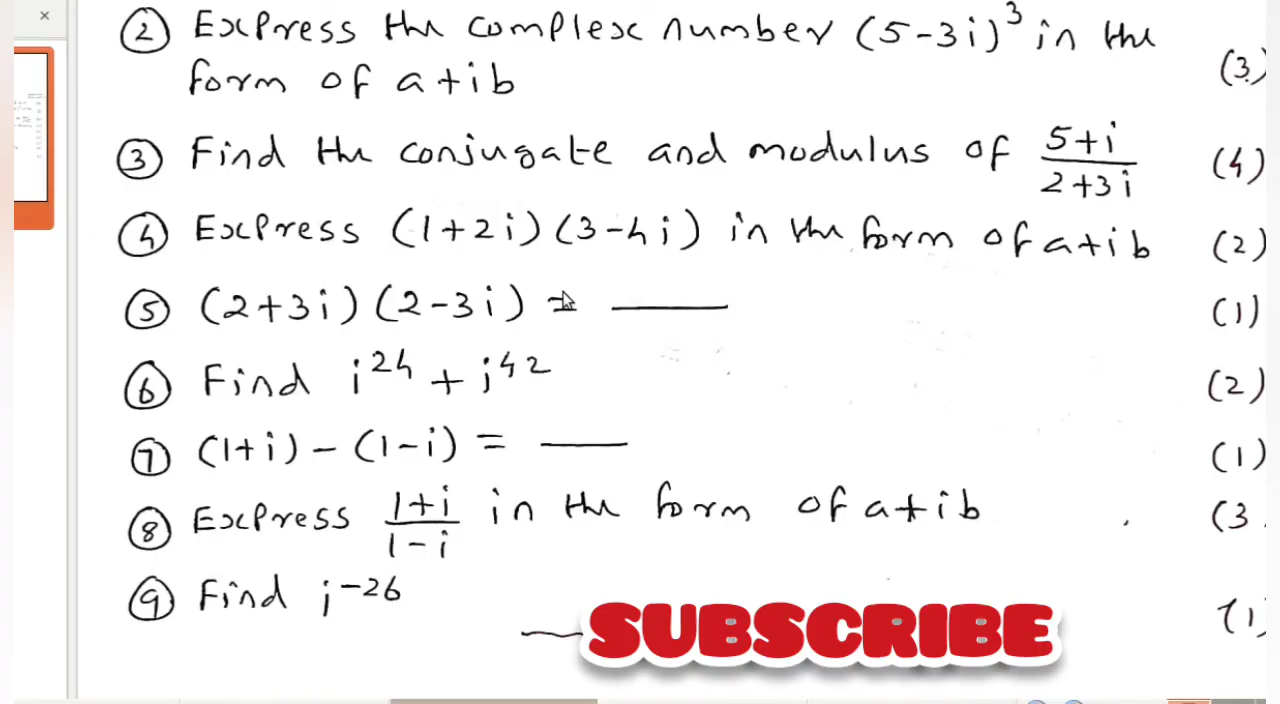 ② Express the complex number (5-3i)³ in the
form of a+ib (3)
③ Find the conjugate and modulus of 5+i/2+3i (4)
④ Express (1+2i)(3-4i) in the form of a+ib (2)
⑤ (2+3i)(2-3i) = ____ (1)
⑥ Find i²⁴ + i⁴² (2)
⑦ (1+i) - (1-i) = ____ (1)
⑧ Express 1+i/1-i in the form of a+ib (3
⑨ Find i⁻²⁶ (1)
SUBSCRIBE